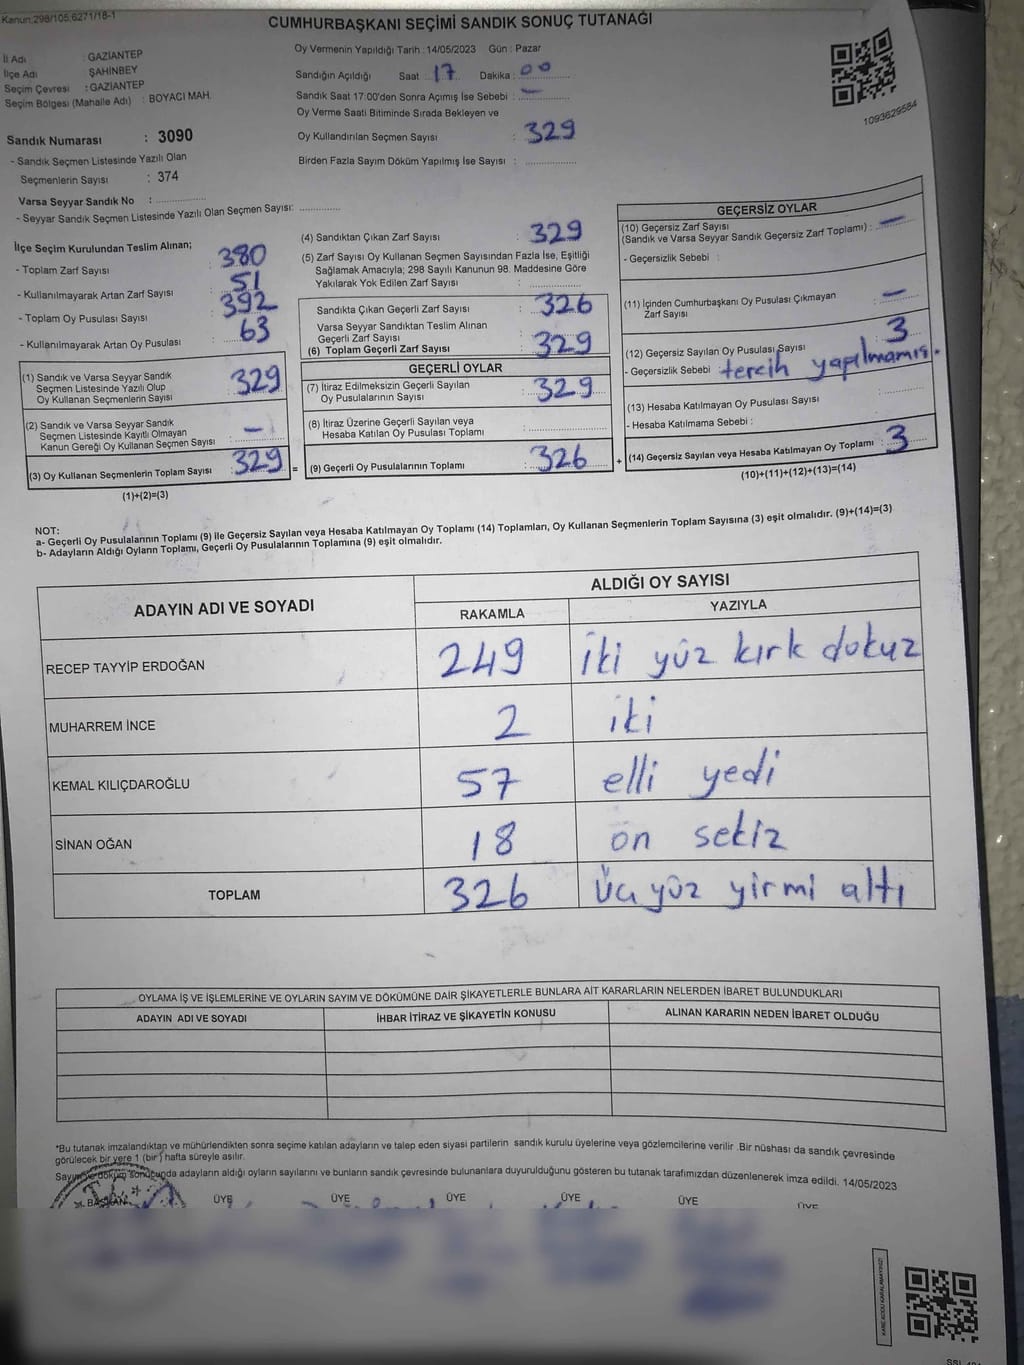 Kanun:298/105;6271/18-1
CUMHURBAŞKANI SEÇİMİ SANDIK SONUÇ TUTANAĞI
İl Adı : GAZİANTEP
İlçe Adı : ŞAHİNBEY
Seçim Çevresi : GAZİANTEP
Seçim Bölgesi (Mahalle Adı) : BOYACI MAH.
Sandık Numarası : 3090
- Sandık Seçmen Listesinde Yazılı Olan
Seçmenlerin Sayısı : 374
Varsa Seyyar Sandık No :
- Seyyar Sandık Seçmen Listesinde Yazılı Olan Seçmen Sayısı:
Oy Vermenin Yapıldığı Tarih : 14/05/2023 Gün : Pazar
Sandığın Açıldığı Saat : 17 Dakika : 00
Sandık Saat 17:00'den Sonra Açımış İse Sebebi : —
Oy Verme Saati Bitiminde Sırada Bekleyen ve
Oy Kullandırılan Seçmen Sayısı : 329
Birden Fazla Sayım Döküm Yapılmış İse Sayısı :
1093629584
İlçe Seçim Kurulundan Teslim Alınan;
- Toplam Zarf Sayısı : 380
- Kullanılmayarak Artan Zarf Sayısı : 51
- Toplam Oy Pusulası Sayısı : 392
- Kullanılmayarak Artan Oy Pusulası : 63
(1) Sandık ve Varsa Seyyar Sandık
Seçmen Listesinde Yazılı Olup
Oy Kullanan Seçmenlerin Sayısı : 329
(2) Sandık ve Varsa Seyyar Sandık
Seçmen Listesinde Kayıtlı Olmayan
Kanun Gereği Oy Kullanan Seçmen Sayısı : —
(3) Oy Kullanan Seçmenlerin Toplam Sayısı : 329 =
(1)+(2)=(3)
(4) Sandıktan Çıkan Zarf Sayısı : 329
(5) Zarf Sayısı Oy Kullanan Seçmen Sayısından Fazla İse, Eşitliği
Sağlamak Amacıyla; 298 Sayılı Kanunun 98. Maddesine Göre
Yakılarak Yok Edilen Zarf Sayısı :
Sandıkta Çıkan Geçerli Zarf Sayısı : 326
Varsa Seyyar Sandıktan Teslim Alınan
Geçerli Zarf Sayısı
(6) Toplam Geçerli Zarf Sayısı : 329
GEÇERLİ OYLAR
(7) İtiraz Edilmeksizin Geçerli Sayılan
Oy Pusulalarının Sayısı : 329
(8) İtiraz Üzerine Geçerli Sayılan veya
Hesaba Katılan Oy Pusulası Toplamı :
(9) Geçerli Oy Pusulalarının Toplamı : 326 +
GEÇERSİZ OYLAR
(10) Geçersiz Zarf Sayısı
(Sandık ve Varsa Seyyar Sandık Geçersiz Zarf Toplamı) : —
- Geçersizlik Sebebi :
(11) İçinden Cumhurbaşkanı Oy Pusulası Çıkmayan
Zarf Sayısı : —
(12) Geçersiz Sayılan Oy Pusulası Sayısı : 3
- Geçersizlik Sebebi : tercih yapılmamış.
(13) Hesaba Katılmayan Oy Pusulası Sayısı :
- Hesaba Katılmama Sebebi :
(14) Geçersiz Sayılan veya Hesaba Katılmayan Oy Toplamı : 3
(10)+(11)+(12)+(13)=(14)
NOT:
a- Geçerli Oy Pusulalarının Toplamı (9) İle Geçersiz Sayılan veya Hesaba Katılmayan Oy Toplamı (14) Toplamları, Oy Kullanan Seçmenlerin Toplam Sayısına (3) eşit olmalıdır. (9)+(14)=(3)
b- Adayların Aldığı Oyların Toplamı, Geçerli Oy Pusulalarının Toplamına (9) eşit olmalıdır.
ADAYIN ADI VE SOYADI ALDIĞI OY SAYISI
RAKAMLA YAZIYLA
RECEP TAYYİP ERDOĞAN 249 iki yüz kırk dokuz
MUHARREM İNCE 2 iki
KEMAL KILIÇDAROĞLU 57 elli yedi
SİNAN OĞAN 18 on sekiz
TOPLAM 326 üç yüz yirmi altı
OYLAMA İŞ VE İŞLEMLERİNE VE OYLARIN SAYIM VE DÖKÜMÜNE DAİR ŞİKAYETLERLE BUNLARA AİT KARARLARIN NELERDEN İBARET BULUNDUKLARI
ADAYIN ADI VE SOYADI İHBAR İTİRAZ VE ŞİKAYETİN KONUSU ALINAN KARARIN NEDEN İBARET OLDUĞU
*Bu tutanak imzalandıktan ve mühürlendikten sonra seçime katılan adayların ve talep eden siyasi partilerin sandık kurulu üyelerine veya gözlemcilerine verilir .Bir nüshası da sandık çevresinde
görülecek bir yere 1 (bir) hafta süreyle asılır.
Sayım ve döküm sonucunda adayların aldığı oyların sayılarını ve bunların sandık çevresinde bulunanlara duyurulduğunu gösteren bu tutanak tarafımızdan düzenlenerek imza edildi. 14/05/2023
BAŞKAN ÜYE ÜYE ÜYE ÜYE ÜYE ÜYE